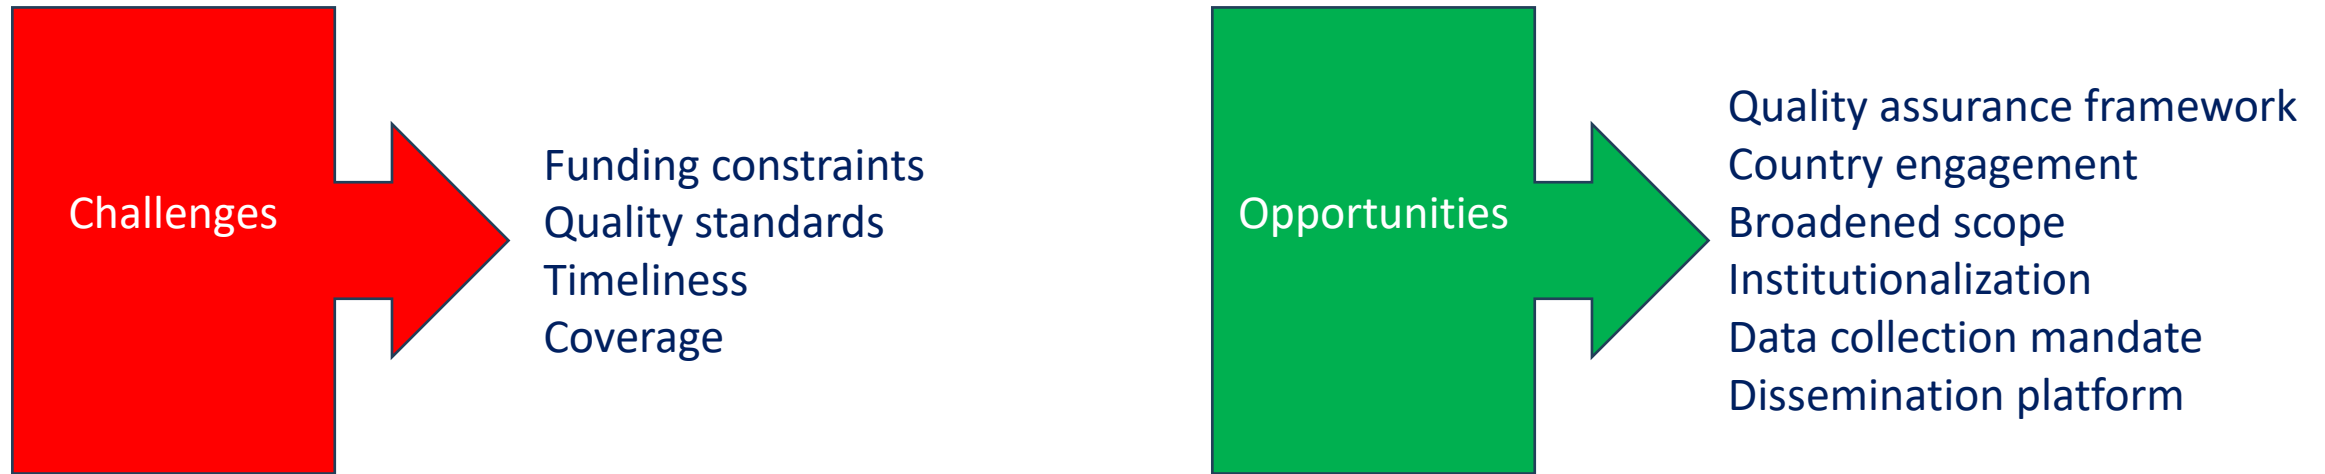 Challenges
Funding constraints
Quality standards
Timeliness
Coverage
Opportunities
Quality assurance framework
Country engagement
Broadened scope
Institutionalization
Data collection mandate
Dissemination platform